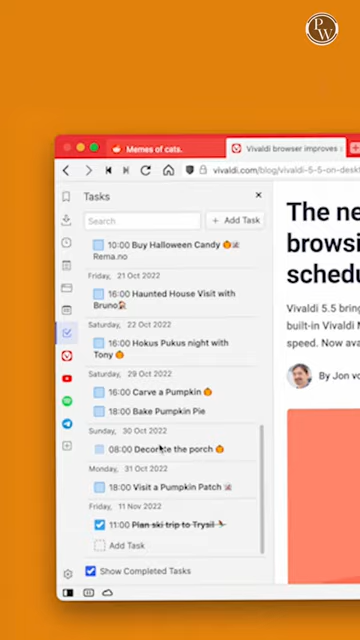 PW
Memes of cats.
Vivaldi browser improves
vivaldi.com/blog/vivaldi-5-5-on-desk
Tasks
Search
+ Add Task
10:00 Buy Halloween Candy
Rema.no
Friday, 21 Oct 2022
16:00 Haunted House Visit with
Bruno
Saturday, 22 Oct 2022
16:00 Hokus Pukus night with
Tony
Saturday, 29 Oct 2022
16:00 Carve a Pumpkin
18:00 Bake Pumpkin Pie
Sunday, 30 Oct 2022
08:00 Decorate the porch
Monday, 31 Oct 2022
18:00 Visit a Pumpkin Patch
Friday, 11 Nov 2022
11:00 Plan ski trip to Trysil
Add Task
Show Completed Tasks
The ne
browsi
schedu
Vivaldi 5.5 bring
built-in Vivaldi M
speed. Now ava
By Jon vo